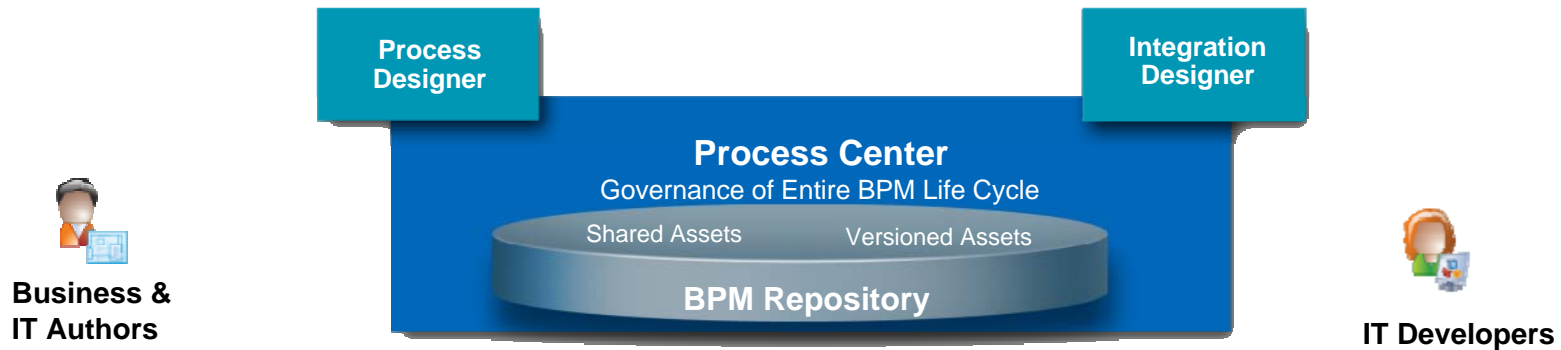 Process
Designer
Integration
Designer
Process Center
Governance of Entire BPM Life Cycle
Shared Assets
Versioned Assets
BPM Repository
Business &
IT Authors
IT Developers